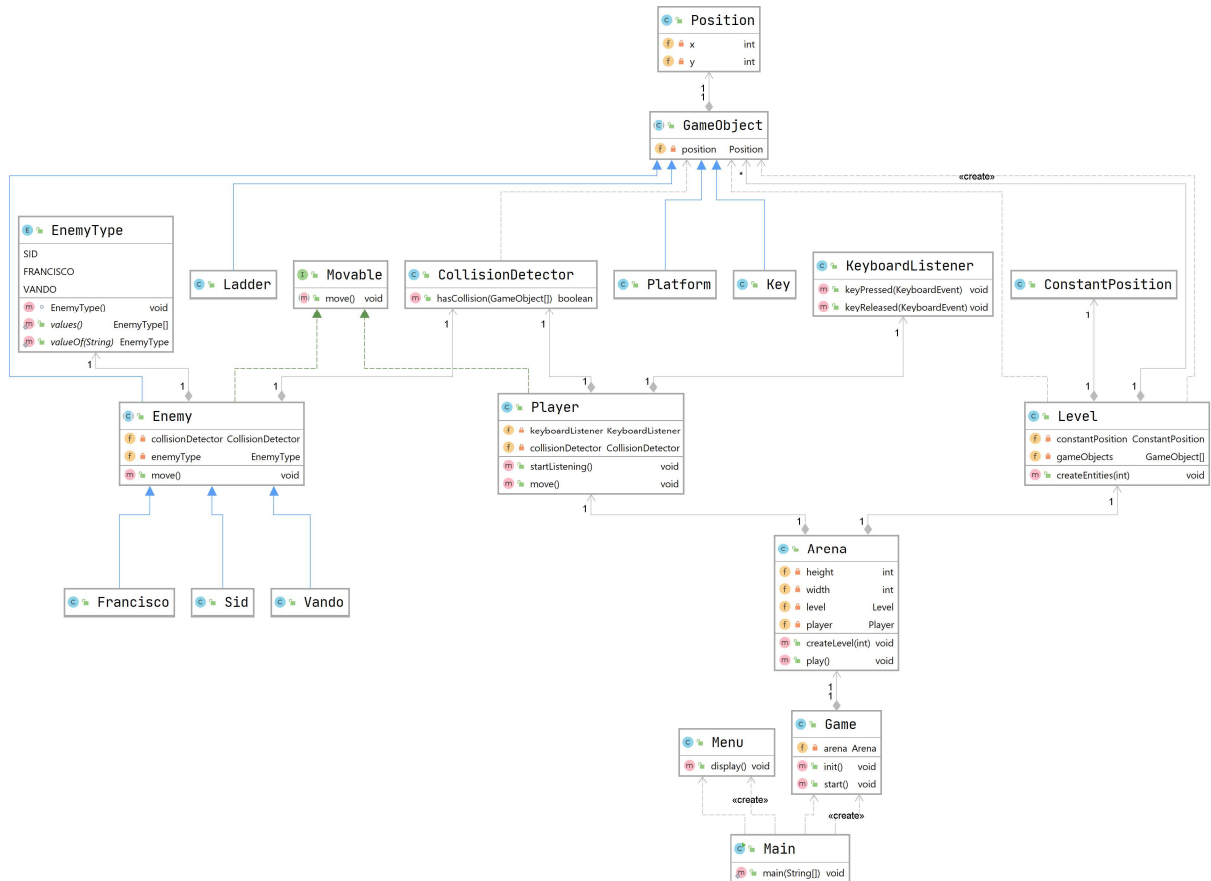 Position
x int
y int
1
1
GameObject
position Position
«create»
*
EnemyType
SID
FRANCISCO
VANDO
EnemyType() void
values() EnemyType[]
valueOf(String) EnemyType
Ladder
Movable
move() void
CollisionDetector
hasCollision(GameObject[]) boolean
Platform
Key
KeyboardListener
keyPressed(KeyboardEvent) void
keyReleased(KeyboardEvent) void
ConstantPosition
1
1
1
1
1
1
1
1
1
1
1
1
Enemy
collisionDetector CollisionDetector
enemyType EnemyType
move() void
Player
keyboardListener KeyboardListener
collisionDetector CollisionDetector
startListening() void
move() void
Level
constantPosition ConstantPosition
gameObjects GameObject[]
createEntities(int) void
1
1
1
1
Francisco
Sid
Vando
Arena
height int
width int
level Level
player Player
createLevel(int) void
play() void
1
1
Game
arena Arena
init() void
start() void
Menu
display() void
«create»
«create»
Main
main(String[]) void